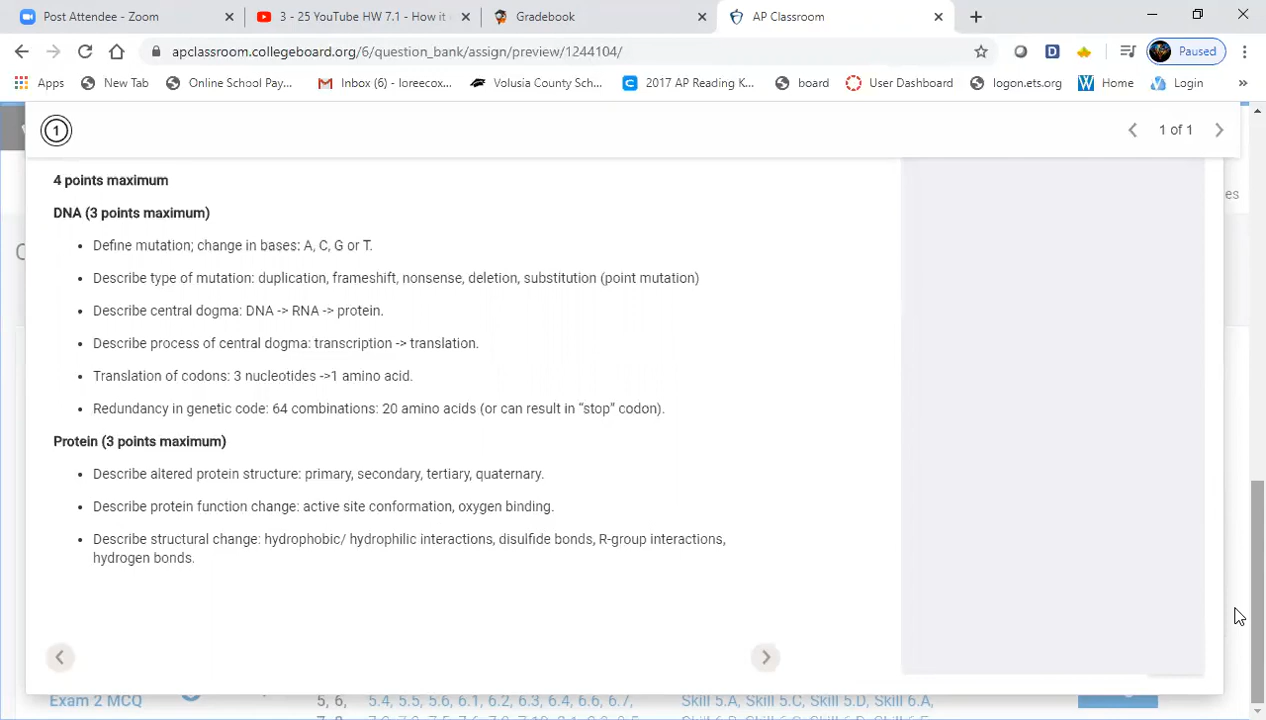 Post Attendee - Zoom
3 - 25 YouTube HW 7.1 - How it w
Gradebook
AP Classroom
apclassroom.collegeboard.org/6/question_bank/assign/preview/1244104/
Paused
Apps
New Tab
Online School Pay...
Inbox (6) - loreecox...
Volusia County Sch...
2017 AP Reading K...
board
User Dashboard
logon.ets.org
Home
Login
»
1
1 of 1
4 points maximum
DNA (3 points maximum)
• Define mutation; change in bases: A, C, G or T.
• Describe type of mutation: duplication, frameshift, nonsense, deletion, substitution (point mutation)
• Describe central dogma: DNA -> RNA -> protein.
• Describe process of central dogma: transcription -> translation.
• Translation of codons: 3 nucleotides ->1 amino acid.
• Redundancy in genetic code: 64 combinations: 20 amino acids (or can result in “stop” codon).
Protein (3 points maximum)
• Describe altered protein structure: primary, secondary, tertiary, quaternary.
• Describe protein function change: active site conformation, oxygen binding.
• Describe structural change: hydrophobic/ hydrophilic interactions, disulfide bonds, R-group interactions,
hydrogen bonds.
Exam 2 MCQ
5, 6,
5.4, 5.5, 5.6, 6.1, 6.2, 6.3, 6.4, 6.6, 6.7,
Skill 5.A, Skill 5.C, Skill 5.D, Skill 6.A,